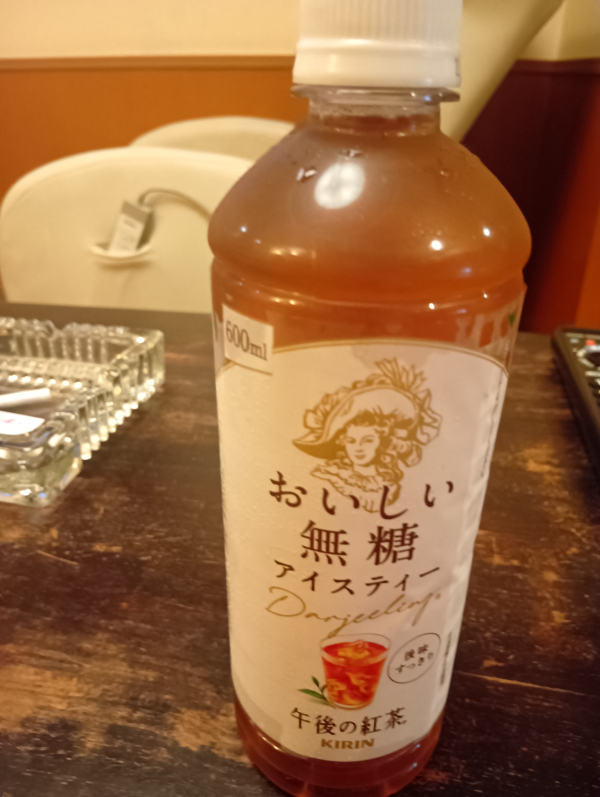 600ml
おいしい
無糖
アイスティー
Darjeeling
後味
すっきり
午後の紅茶
KIRIN